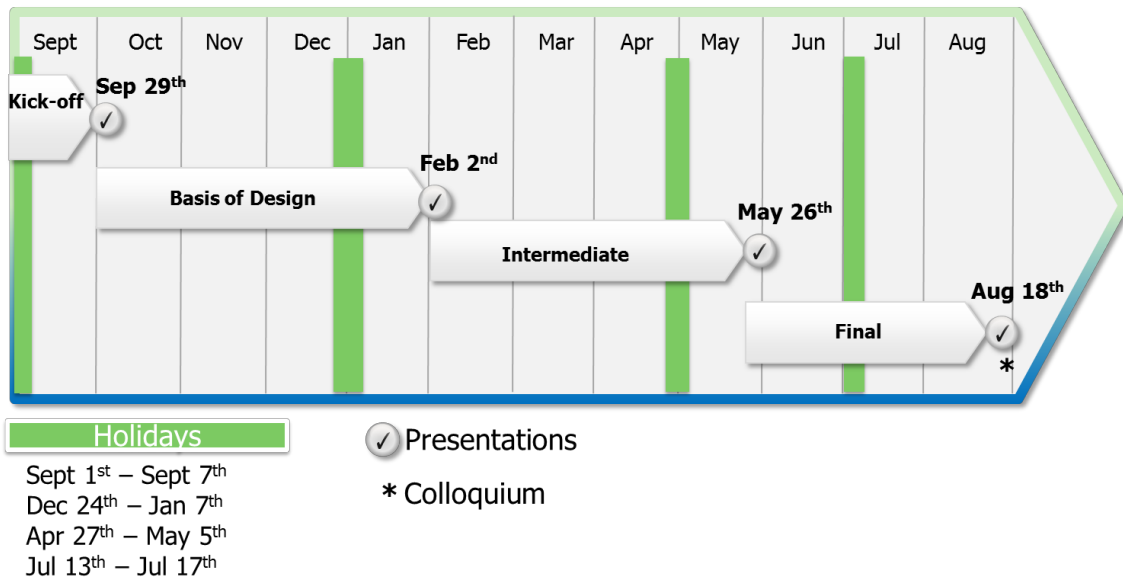 Sept Oct Nov Dec Jan Feb Mar Apr May Jun Jul Aug
Kick-off
Sep 29th
Basis of Design
Feb 2nd
Intermediate
May 26th
Final
Aug 18th
*
Holidays
Sept 1st – Sept 7th
Dec 24th – Jan 7th
Apr 27th – May 5th
Jul 13th – Jul 17th
✓ Presentations
* Colloquium